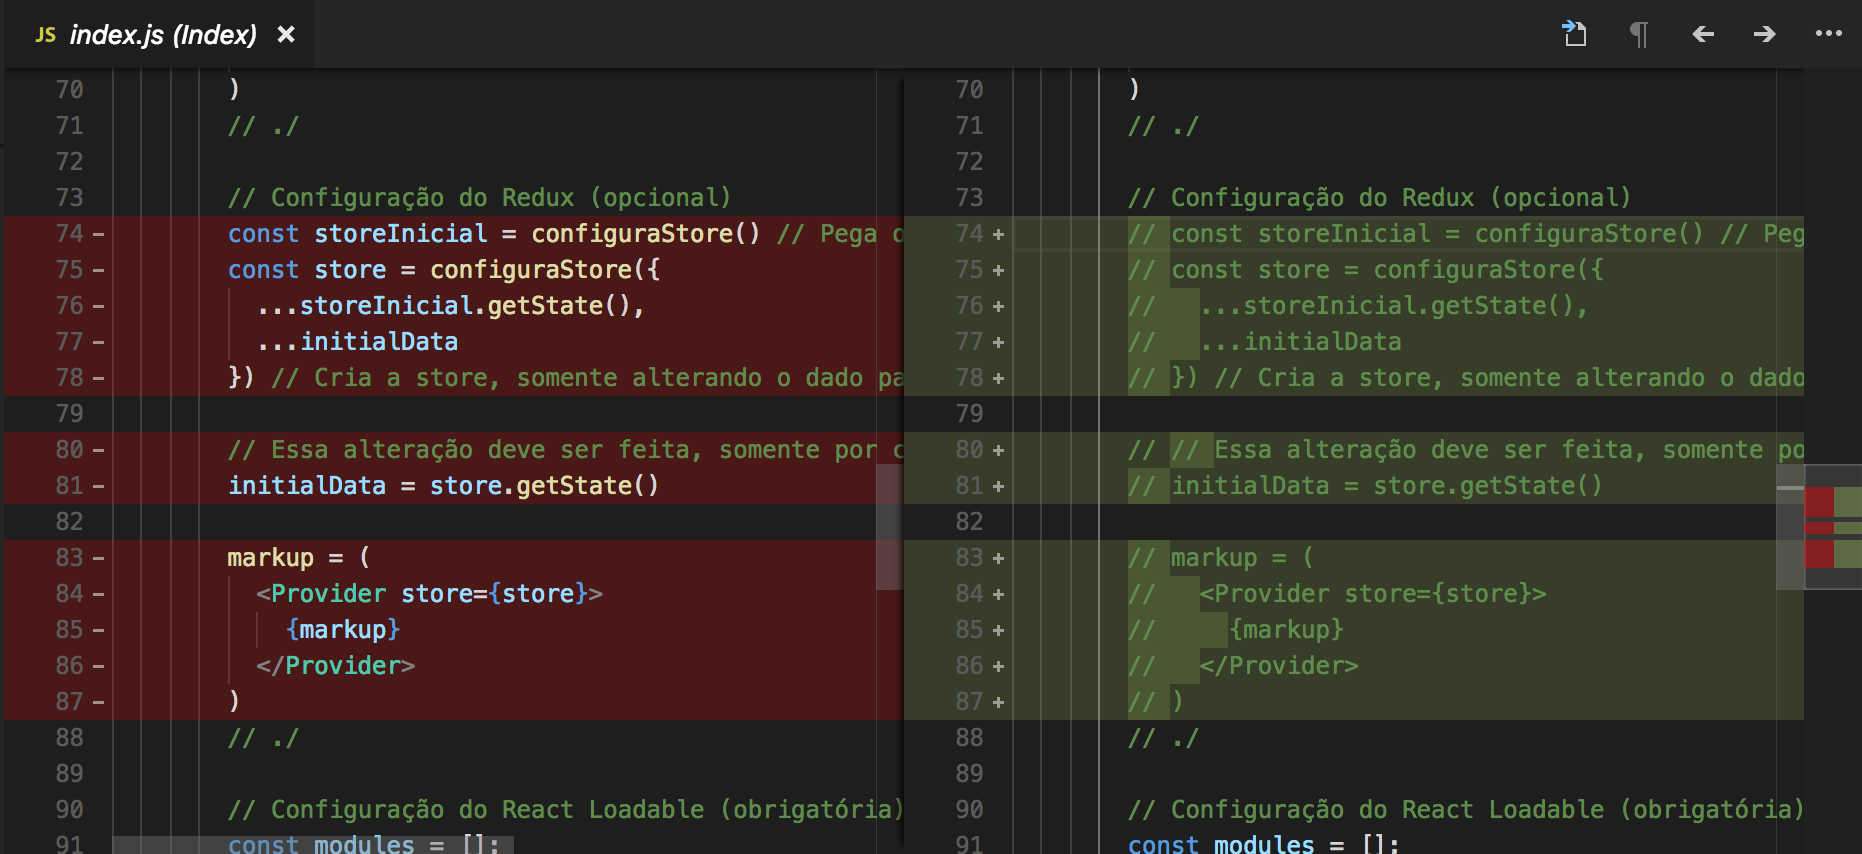 JS index.js (Index) ×
70 )
71 // ./
72
73 // Configuração do Redux (opcional)
74 - const storeInicial = configuraStore() // Pega
75 - const store = configuraStore({
76 - ...storeInicial.getState(),
77 - ...initialData
78 - }) // Cria a store, somente alterando o dado
79
80 - // Essa alteração deve ser feita, somente por
81 - initialData = store.getState()
82
83 - markup = (
84 - <Provider store={store}>
85 - {markup}
86 - </Provider>
87 - )
88 // ./
89
90 // Configuração do React Loadable (obrigatória)
91 const modules = [];
70 )
71 // ./
72
73 // Configuração do Redux (opcional)
74 + // const storeInicial = configuraStore() // Peg
75 + // const store = configuraStore({
76 + // ...storeInicial.getState(),
77 + // ...initialData
78 + // }) // Cria a store, somente alterando o dado
79
80 + // // Essa alteração deve ser feita, somente po
81 + // initialData = store.getState()
82
83 + // markup = (
84 + // <Provider store={store}>
85 + // {markup}
86 + // </Provider>
87 + // )
88 // ./
89
90 // Configuração do React Loadable (obrigatória)
91 const modules = [];